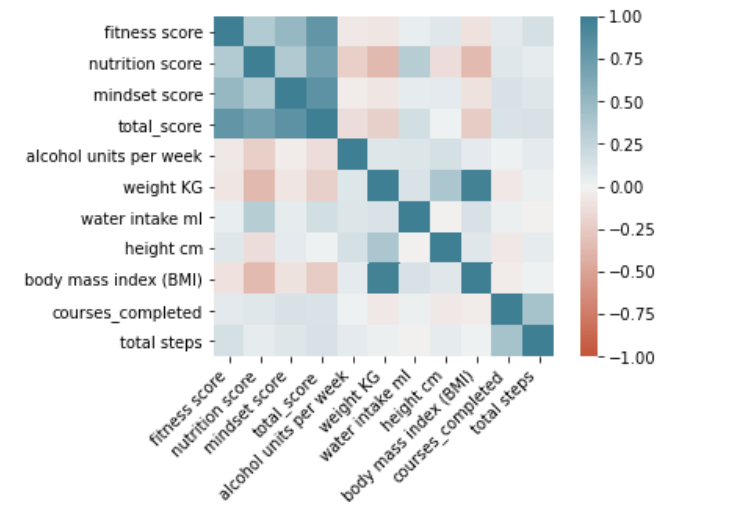 fitness score
nutrition score
mindset score
total_score
alcohol units per week
weight KG
water intake ml
height cm
body mass index (BMI)
courses_completed
total steps
fitness score
nutrition score
mindset score
total_score
alcohol units per week
weight KG
water intake ml
height cm
body mass index (BMI)
courses_completed
total steps
1.00
0.75
0.50
0.25
0.00
−0.25
−0.50
−0.75
−1.00